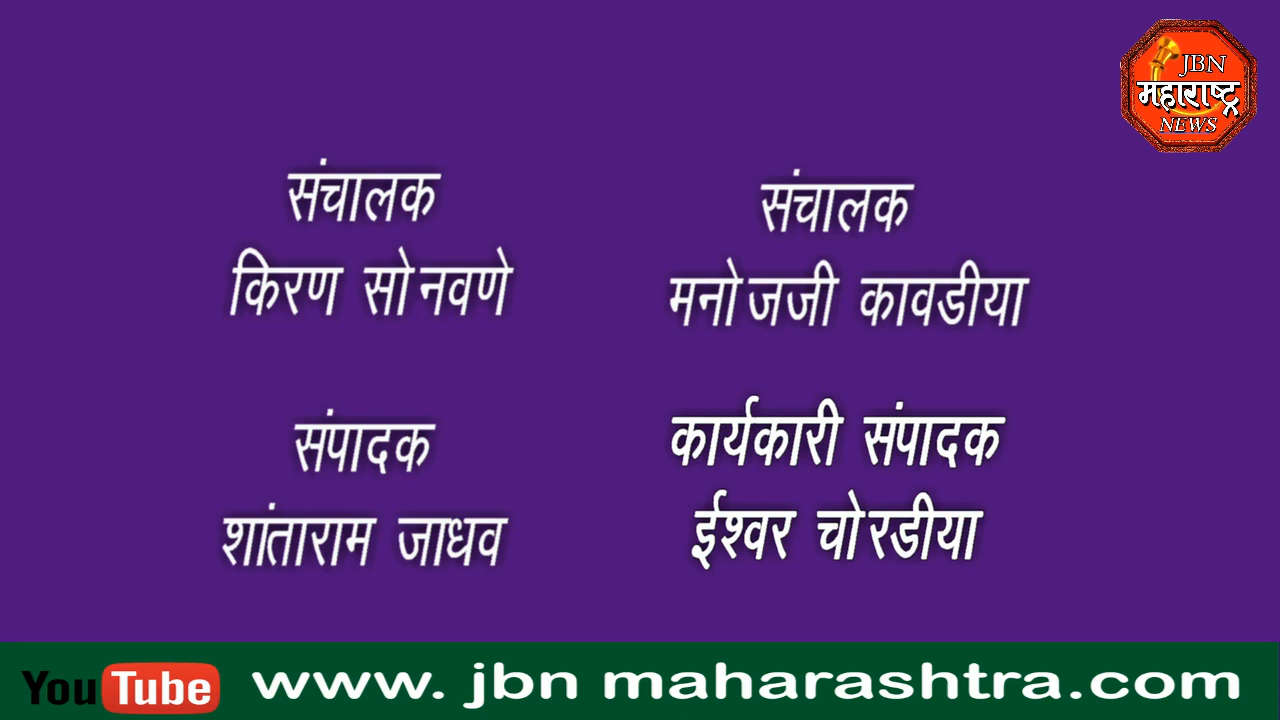 JBN
महाराष्ट्र
NEWS
संचालक
किरण सोनवणे
संचालक
मनोजजी कावडीया
संपादक
शांताराम जाधव
कार्यकारी संपादक
ईश्वर चोरडीया
YouTube www. jbn maharashtra.com